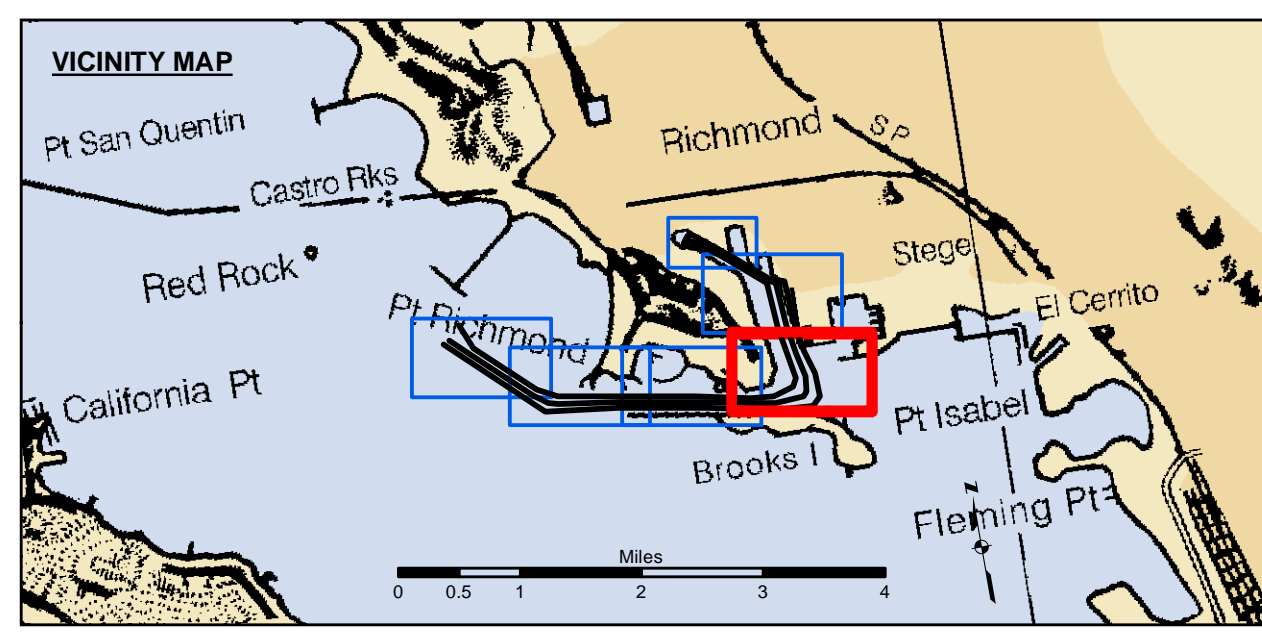 VICINITY MAP
Pt San Quentin
Richmond
S P
Castro Rks
Red Rock
Stege
El Cerrito
Pt Richmond
California Pt
Pt Isabel
Brooks I
Fleming Pt
Z
Miles
0 0.5 1 2 3 4